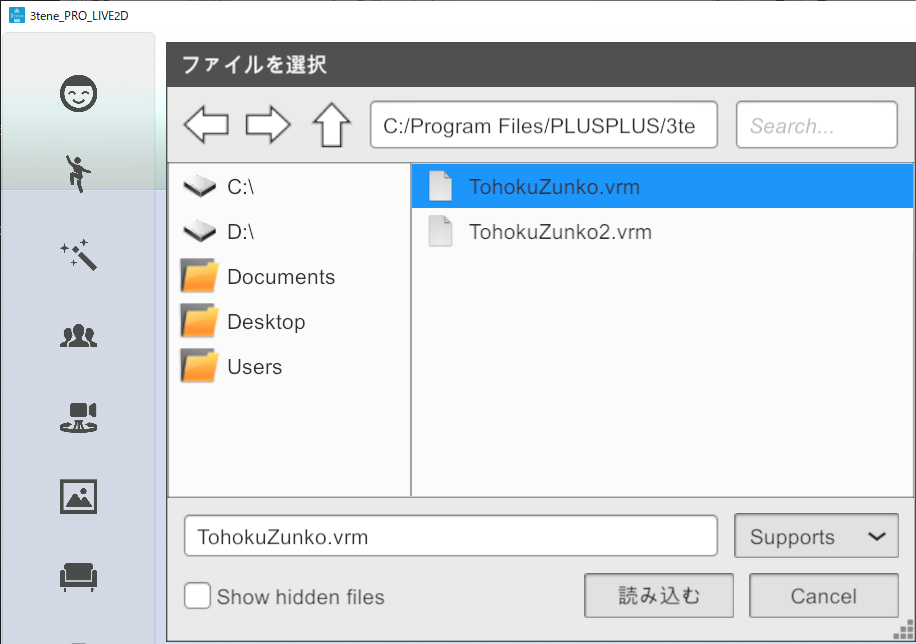 3tene_PRO_LIVE2D
ファイルを選択
C:/Program Files/PLUSPLUS/3te
Search...
C:\
D:\
Documents
Desktop
Users
TohokuZunko.vrm
TohokuZunko2.vrm
TohokuZunko.vrm
Supports
Show hidden files
読み込む
Cancel